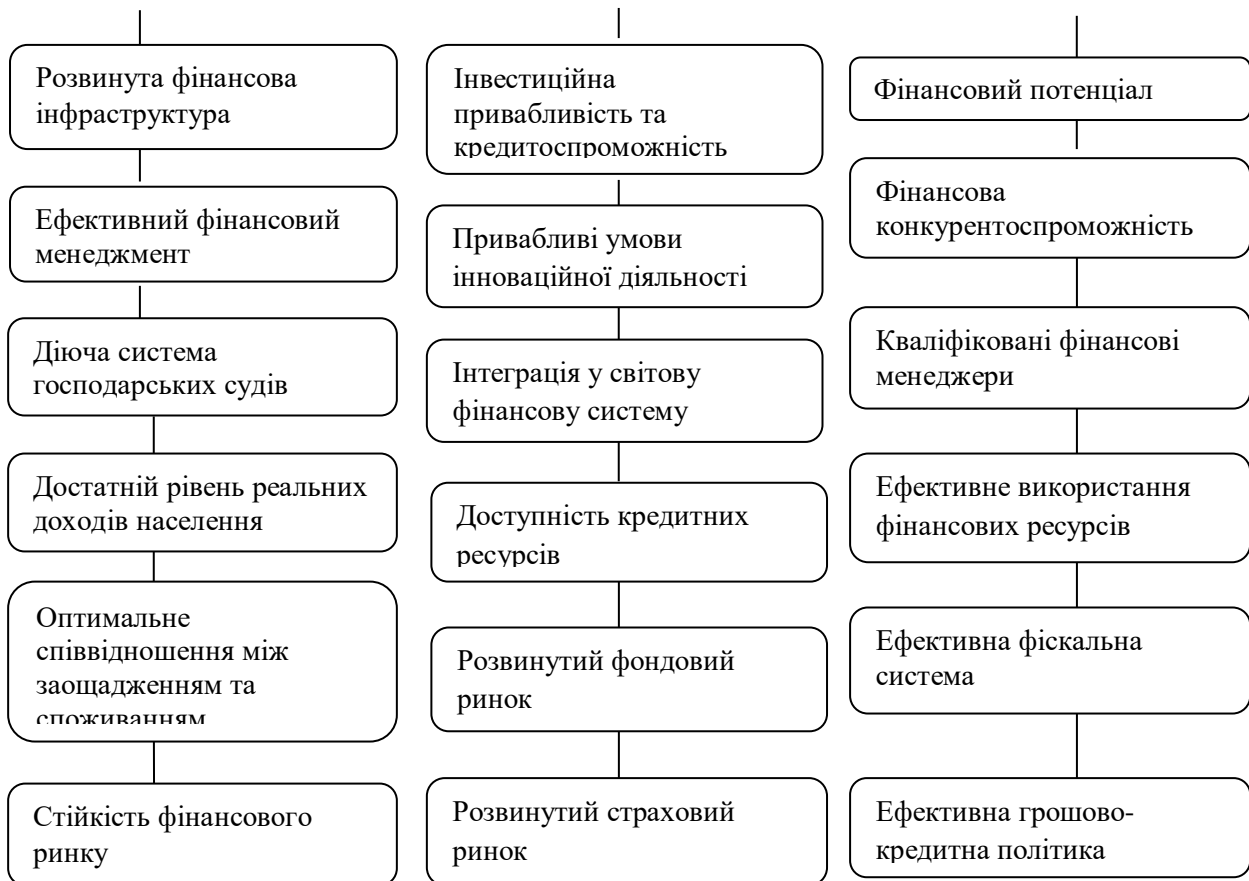 Розвинута фінансова
інфраструктура
Ефективний фінансовий
менеджмент
Діюча система
господарських судів
Достатній рівень реальних
доходів населення
Оптимальне
співвідношення між
заощадженням та
споживанням
Стійкість фінансового
ринку
Інвестиційна
привабливість та
кредитоспроможність
Привабливі умови
інноваційної діяльності
Інтеграція у світову
фінансову систему
Доступність кредитних
ресурсів
Розвинутий фондовий
ринок
Розвинутий страховий
ринок
Фінансовий потенціал
Фінансова
конкурентоспроможність
Кваліфіковані фінансові
менеджери
Ефективне використання
фінансових ресурсів
Ефективна фіскальна
система
Ефективна грошово-
кредитна політика